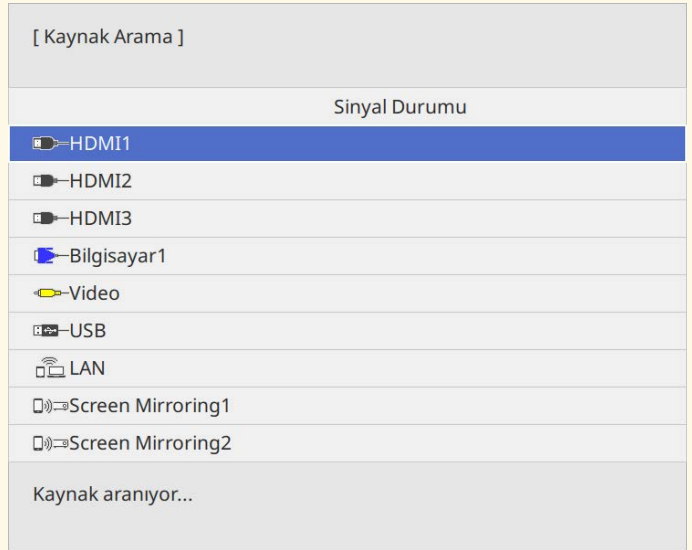 [ Kaynak Arama ]
Sinyal Durumu
HDMI1
HDMI2
HDMI3
Bilgisayar1
Video
USB
LAN
Screen Mirroring1
Screen Mirroring2
Kaynak aranıyor...